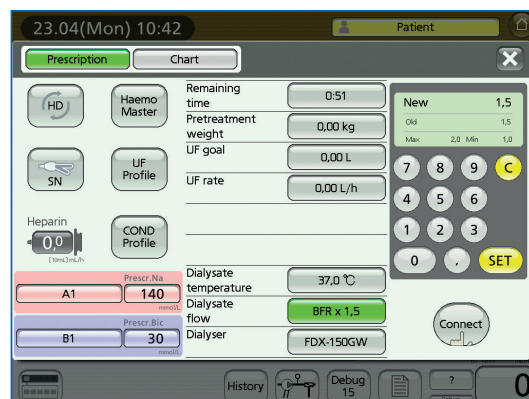 23.04(Mon) 10:42
Patient
Prescription
Chart
HD
Haemo
Master
SN
UF
Profile
Heparin
0,0
[10mL] mL/h
COND
Profile
Prescr.Na
A1
140
mmol/L
Prescr.Bic
B1
30
mmol/L
Remaining
time
0:51
Pretreatment
weight
0,00 kg
UF goal
0,00 L
UF rate
0,00 L/h
Dialysate
temperature
37,0 °C
Dialysate
flow
BFR x 1,5
Dialyser
FDX-150GW
New 1,5
Old 1,5
Max 2,0 Min 1,0
7 8 9 C
4 5 6
1 2 3
0 , SET
Connect
History
Debug
15
?
0